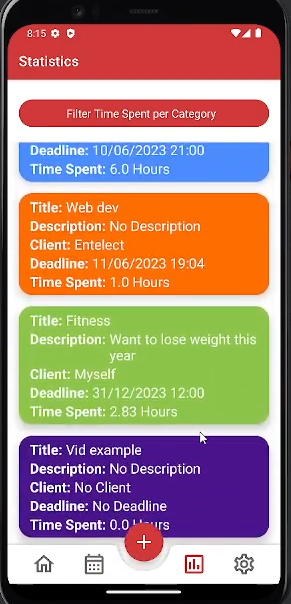 8:15
Statistics
Filter Time Spent per Category
Deadline: 10/06/2023 21:00
Time Spent: 6.0 Hours
Title: Web dev
Description: No Description
Client: Entelect
Deadline: 11/06/2023 19:04
Time Spent: 1.0 Hours
Title: Fitness
Description: Want to lose weight this
year
Client: Myself
Deadline: 31/12/2023 12:00
Time Spent: 2.83 Hours
Title: Vid example
Description: No Description
Client: No Client
Deadline: No Deadline
Time Spent: 0.0 Hours